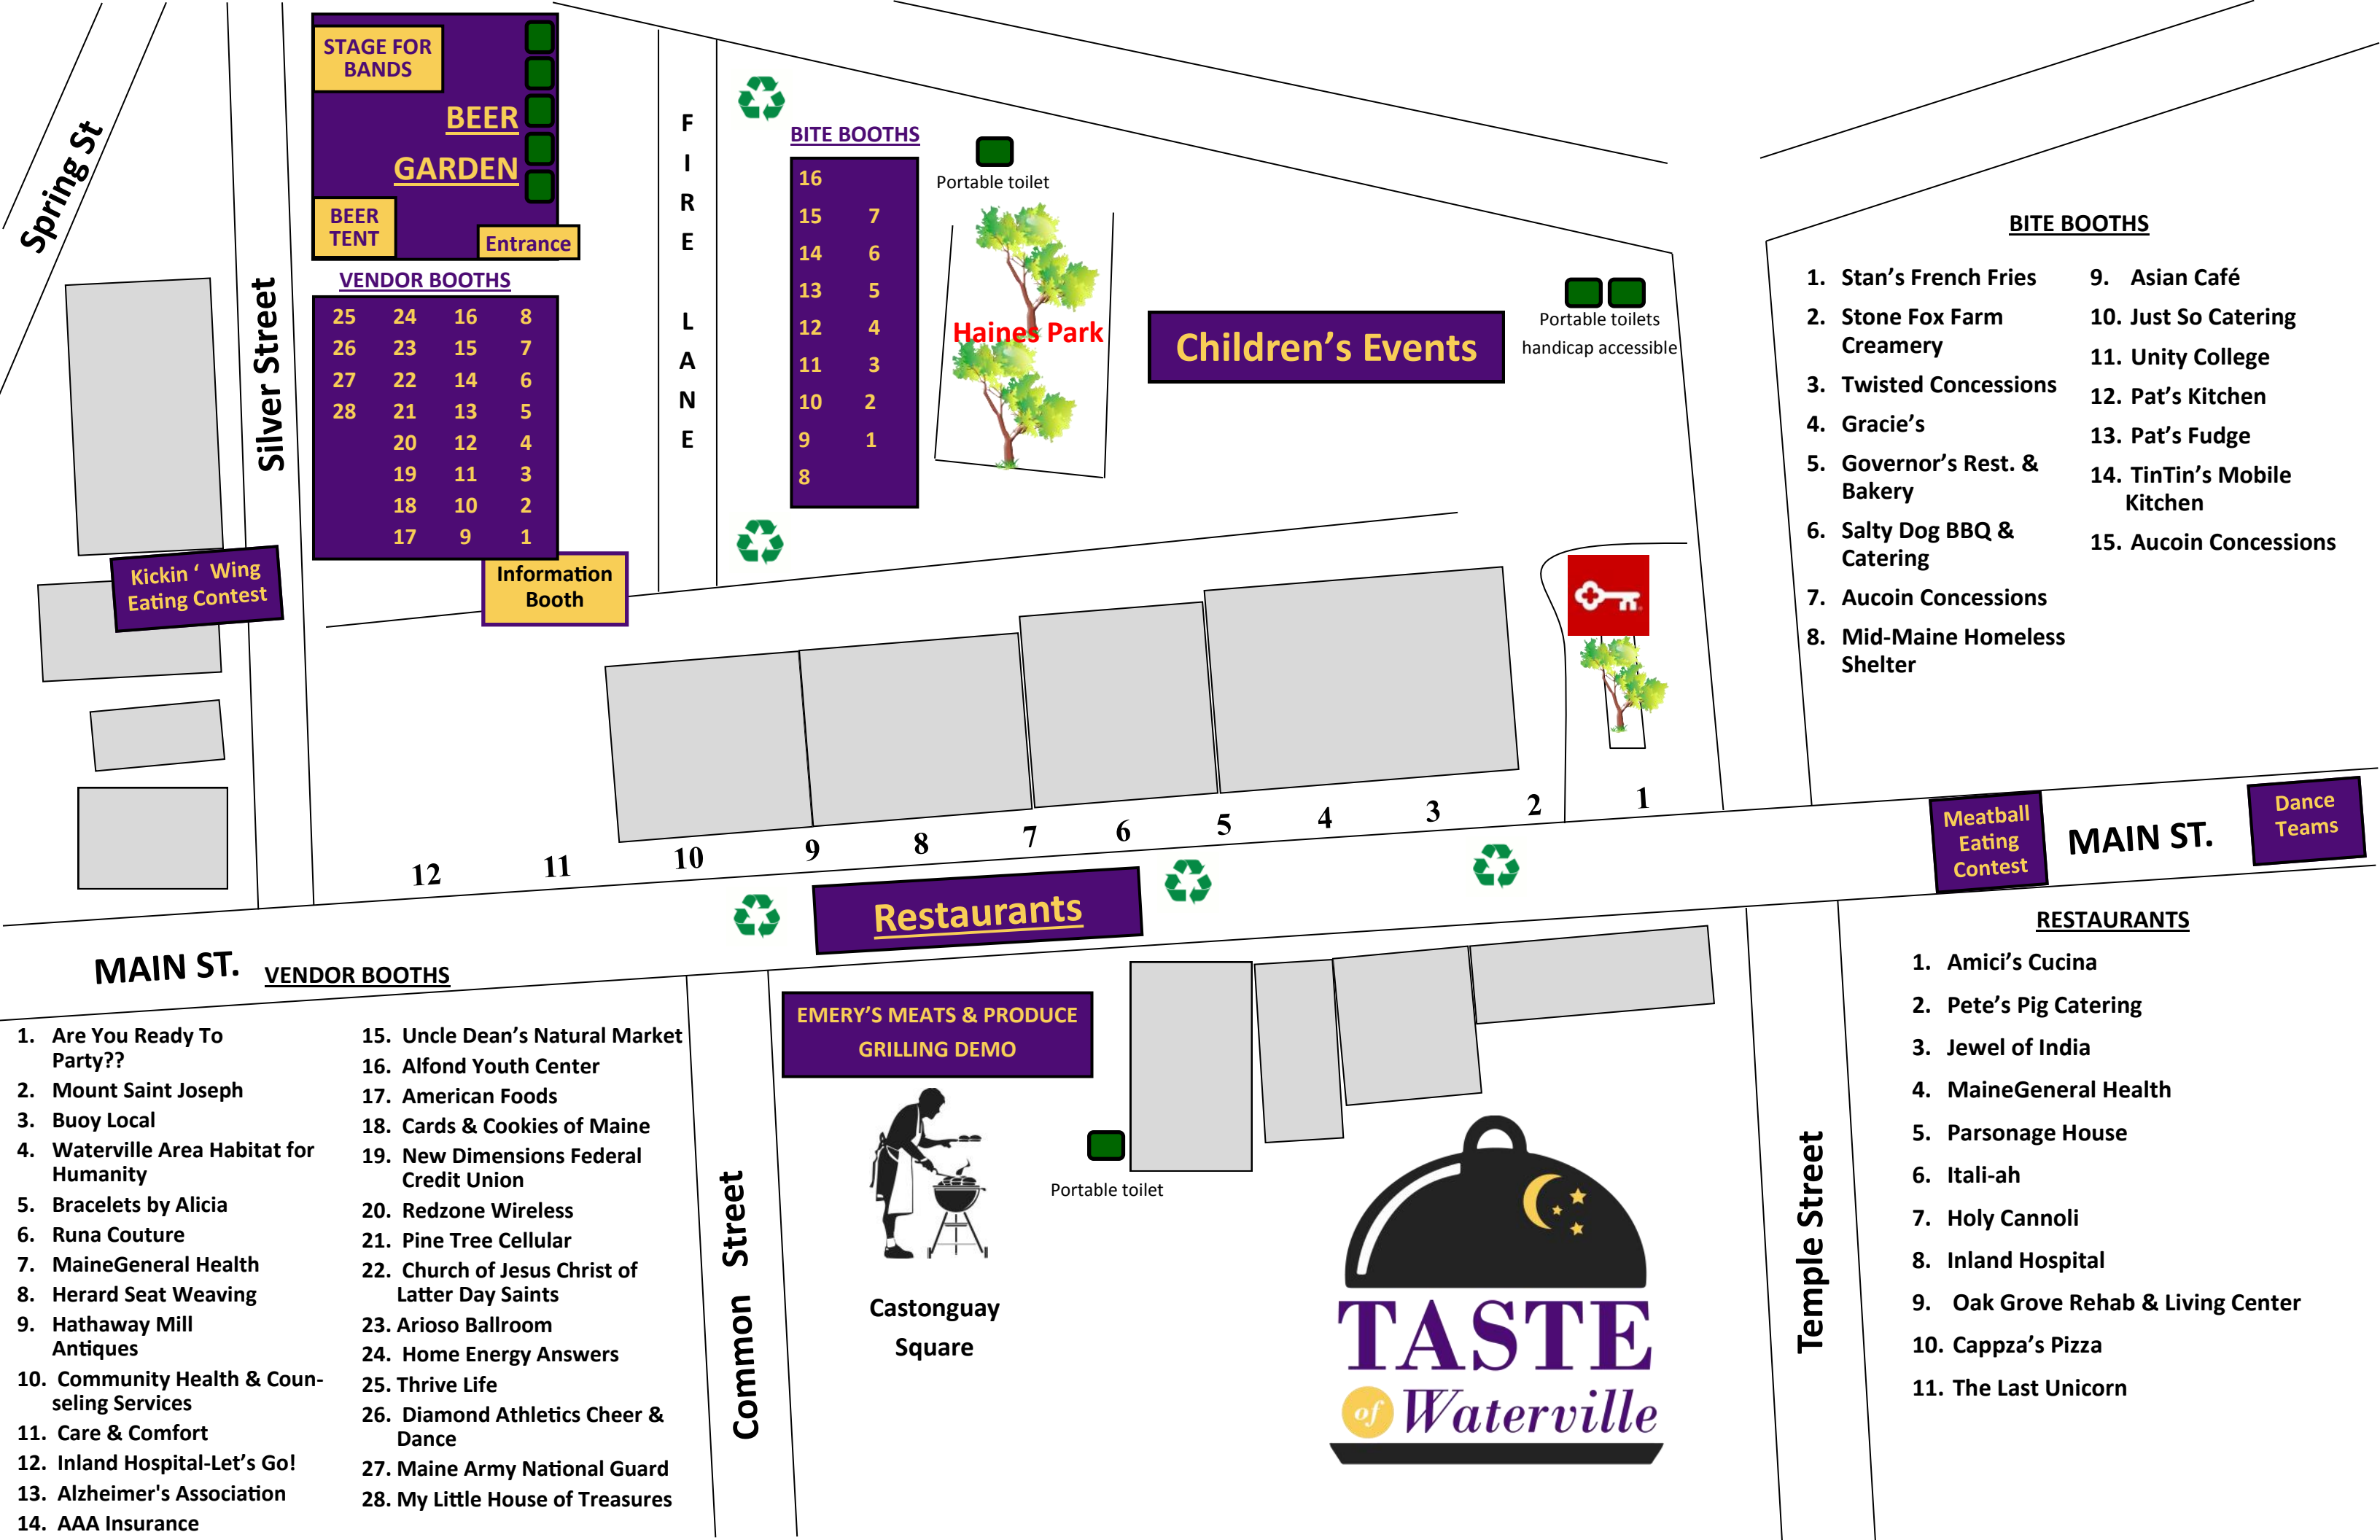 STAGE FOR
BANDS
BEER
GARDEN
BEER
TENT
Entrance
Spring St
Silver Street
VENDOR BOOTHS
25 24 16 8
26 23 15 7
27 22 14 6
28 21 13 5
20 12 4
19 11 3
18 10 2
17 9 1
Information
Booth
Kickin ‘ Wing
Eating Contest
F
I
R
E
L
A
N
E
BITE BOOTHS
16
15 7
14 6
13 5
12 4
11 3
10 2
9 1
8
Portable toilet
Haines Park
Children’s Events
Portable toilets
handicap accessible
BITE BOOTHS
1. Stan’s French Fries
2. Stone Fox Farm
Creamery
3. Twisted Concessions
4. Gracie’s
5. Governor’s Rest. &
Bakery
6. Salty Dog BBQ &
Catering
7. Aucoin Concessions
8. Mid-Maine Homeless
Shelter
9. Asian Café
10. Just So Catering
11. Unity College
12. Pat’s Kitchen
13. Pat’s Fudge
14. TinTin’s Mobile
Kitchen
15. Aucoin Concessions
12 11 10 9 8 7 6 5 4 3 2 1
Restaurants
Meatball
Eating
Contest
MAIN ST.
Dance
Teams
MAIN ST.
VENDOR BOOTHS
1. Are You Ready To
Party??
2. Mount Saint Joseph
3. Buoy Local
4. Waterville Area Habitat for
Humanity
5. Bracelets by Alicia
6. Runa Couture
7. MaineGeneral Health
8. Herard Seat Weaving
9. Hathaway Mill
Antiques
10. Community Health & Coun-
seling Services
11. Care & Comfort
12. Inland Hospital-Let’s Go!
13. Alzheimer's Association
14. AAA Insurance
15. Uncle Dean’s Natural Market
16. Alfond Youth Center
17. American Foods
18. Cards & Cookies of Maine
19. New Dimensions Federal
Credit Union
20. Redzone Wireless
21. Pine Tree Cellular
22. Church of Jesus Christ of
Latter Day Saints
23. Arioso Ballroom
24. Home Energy Answers
25. Thrive Life
26. Diamond Athletics Cheer &
Dance
27. Maine Army National Guard
28. My Little House of Treasures
Common Street
EMERY’S MEATS & PRODUCE
GRILLING DEMO
Portable toilet
Castonguay
Square
TASTE
of Waterville
Temple Street
RESTAURANTS
1. Amici’s Cucina
2. Pete’s Pig Catering
3. Jewel of India
4. MaineGeneral Health
5. Parsonage House
6. Itali-ah
7. Holy Cannoli
8. Inland Hospital
9. Oak Grove Rehab & Living Center
10. Cappza’s Pizza
11. The Last Unicorn